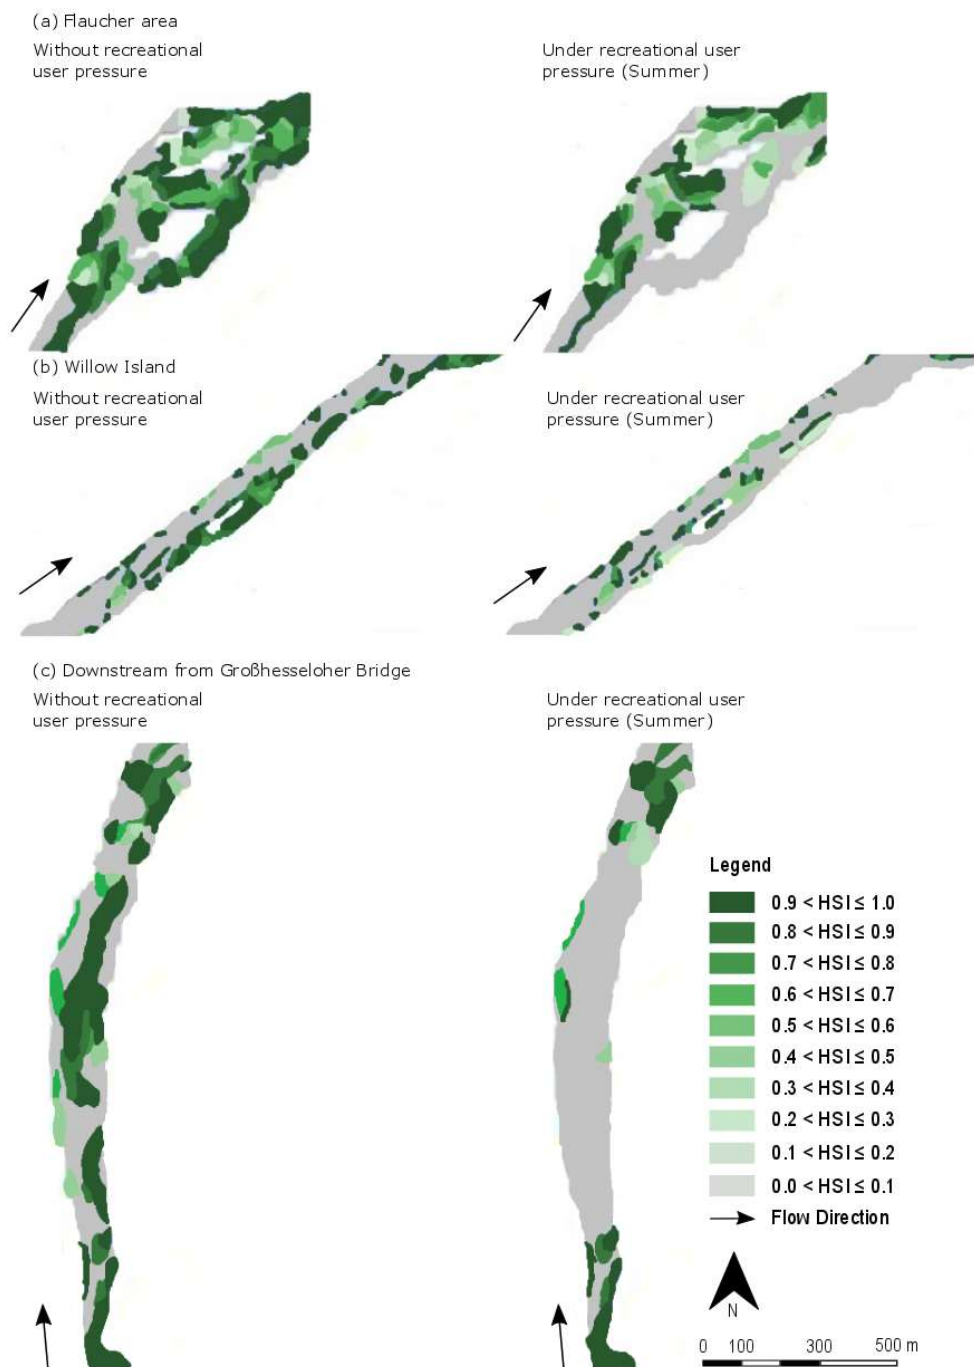 (a) Flaucher area
Without recreational
user pressure
Under recreational user
pressure (Summer)
(b) Willow Island
Without recreational
user pressure
Under recreational user
pressure (Summer)
(c) Downstream from Großhesseloher Bridge
Without recreational
user pressure
Under recreational user
pressure (Summer)
Legend
0.9 < HSI ≤ 1.0
0.8 < HSI ≤ 0.9
0.7 < HSI ≤ 0.8
0.6 < HSI ≤ 0.7
0.5 < HSI ≤ 0.6
0.4 < HSI ≤ 0.5
0.3 < HSI ≤ 0.4
0.2 < HSI ≤ 0.3
0.1 < HSI ≤ 0.2
0.0 < HSI ≤ 0.1
Flow Direction
N
0 100 300 500 m